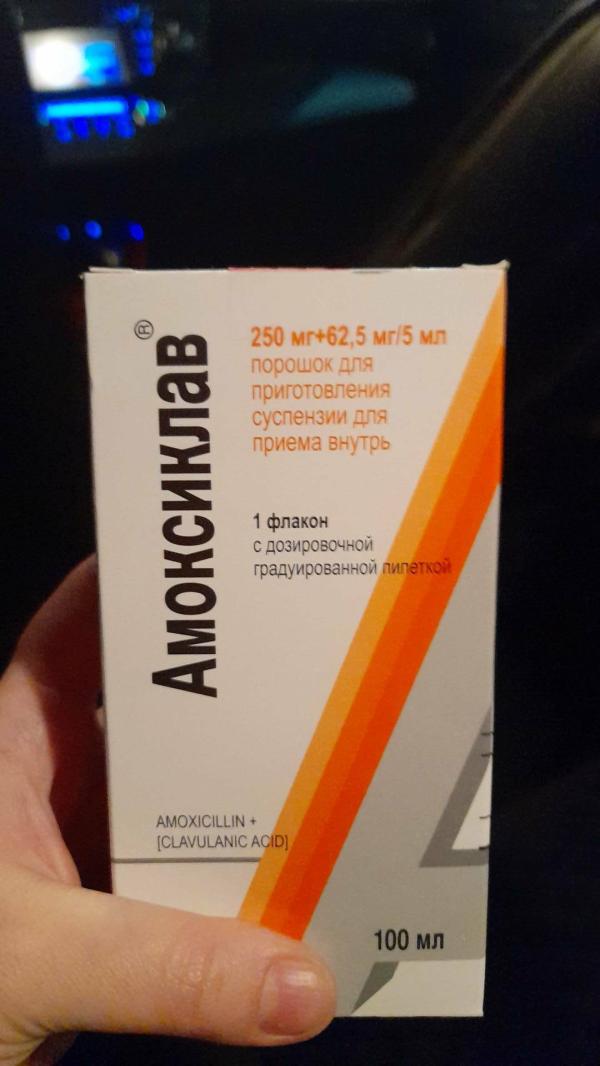 Амоксиклав®
250 мг+62,5 мг/5 мл
порошок для
приготовления
суспензии для
приема внутрь
1 флакон
с дозировочной
градуированной пипеткой
AMOXICILLIN +
[CLAVULANIC ACID]
100 мл